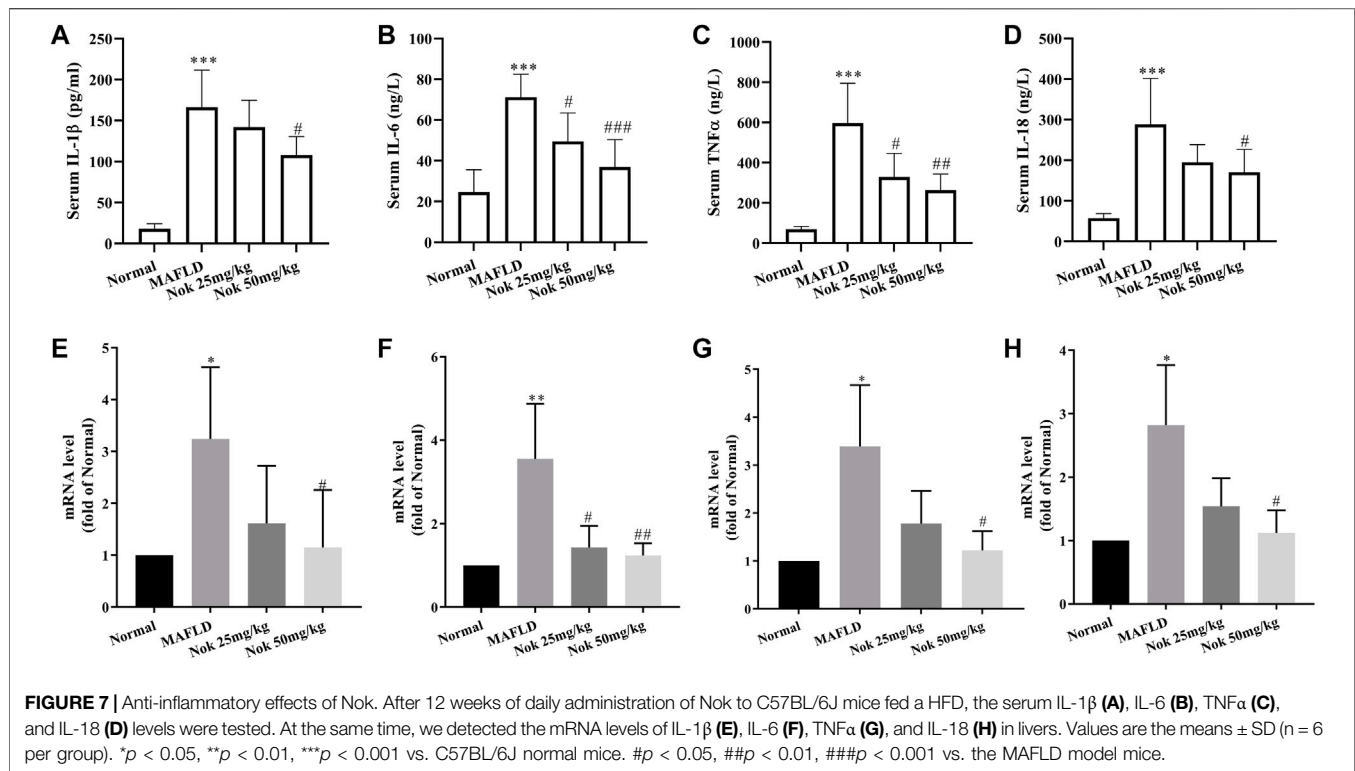 A
Serum IL-1β (pg/ml)
250
200
150
100
50
0
***
#
Normal
MAFLD
Nok 25mg/kg
Nok 50mg/kg
B
Serum IL-6 (ng/L)
100
80
60
40
20
0
***
#
###
Normal
MAFLD
Nok 25mg/kg
Nok 50mg/kg
C
Serum TNFα (ng/L)
1000
800
600
400
200
0
***
#
##
Normal
MAFLD
Nok 25mg/kg
Nok 50mg/kg
D
Serum IL-18 (ng/L)
500
400
300
200
100
0
***
#
Normal
MAFLD
Nok 25mg/kg
Nok 50mg/kg
E
mRNA level
(fold of Normal)
5
4
3
2
1
0
*
#
Normal
MAFLD
Nok 25mg/kg
Nok 50mg/kg
F
mRNA level
(fold of Normal)
6
4
2
0
**
#
##
Normal
MAFLD
Nok 25mg/kg
Nok 50mg/kg
G
mRNA level
(fold of Normal)
5
4
3
2
1
0
*
#
Normal
MAFLD
Nok 25mg/kg
Nok 50mg/kg
H
mRNA level
(fold of Normal)
4
3
2
1
0
*
#
Normal
MAFLD
Nok 25mg/kg
Nok 50mg/kg
FIGURE 7 | Anti-inflammatory effects of Nok. After 12 weeks of daily administration of Nok to C57BL/6J mice fed a HFD, the serum IL-1β (A), IL-6 (B), TNFα (C),
and IL-18 (D) levels were tested. At the same time, we detected the mRNA levels of IL-1β (E), IL-6 (F), TNFα (G), and IL-18 (H) in livers. Values are the means ± SD (n = 6
per group). *p < 0.05, **p < 0.01, ***p < 0.001 vs. C57BL/6J normal mice. #p < 0.05, ##p < 0.01, ###p < 0.001 vs. the MAFLD model mice.